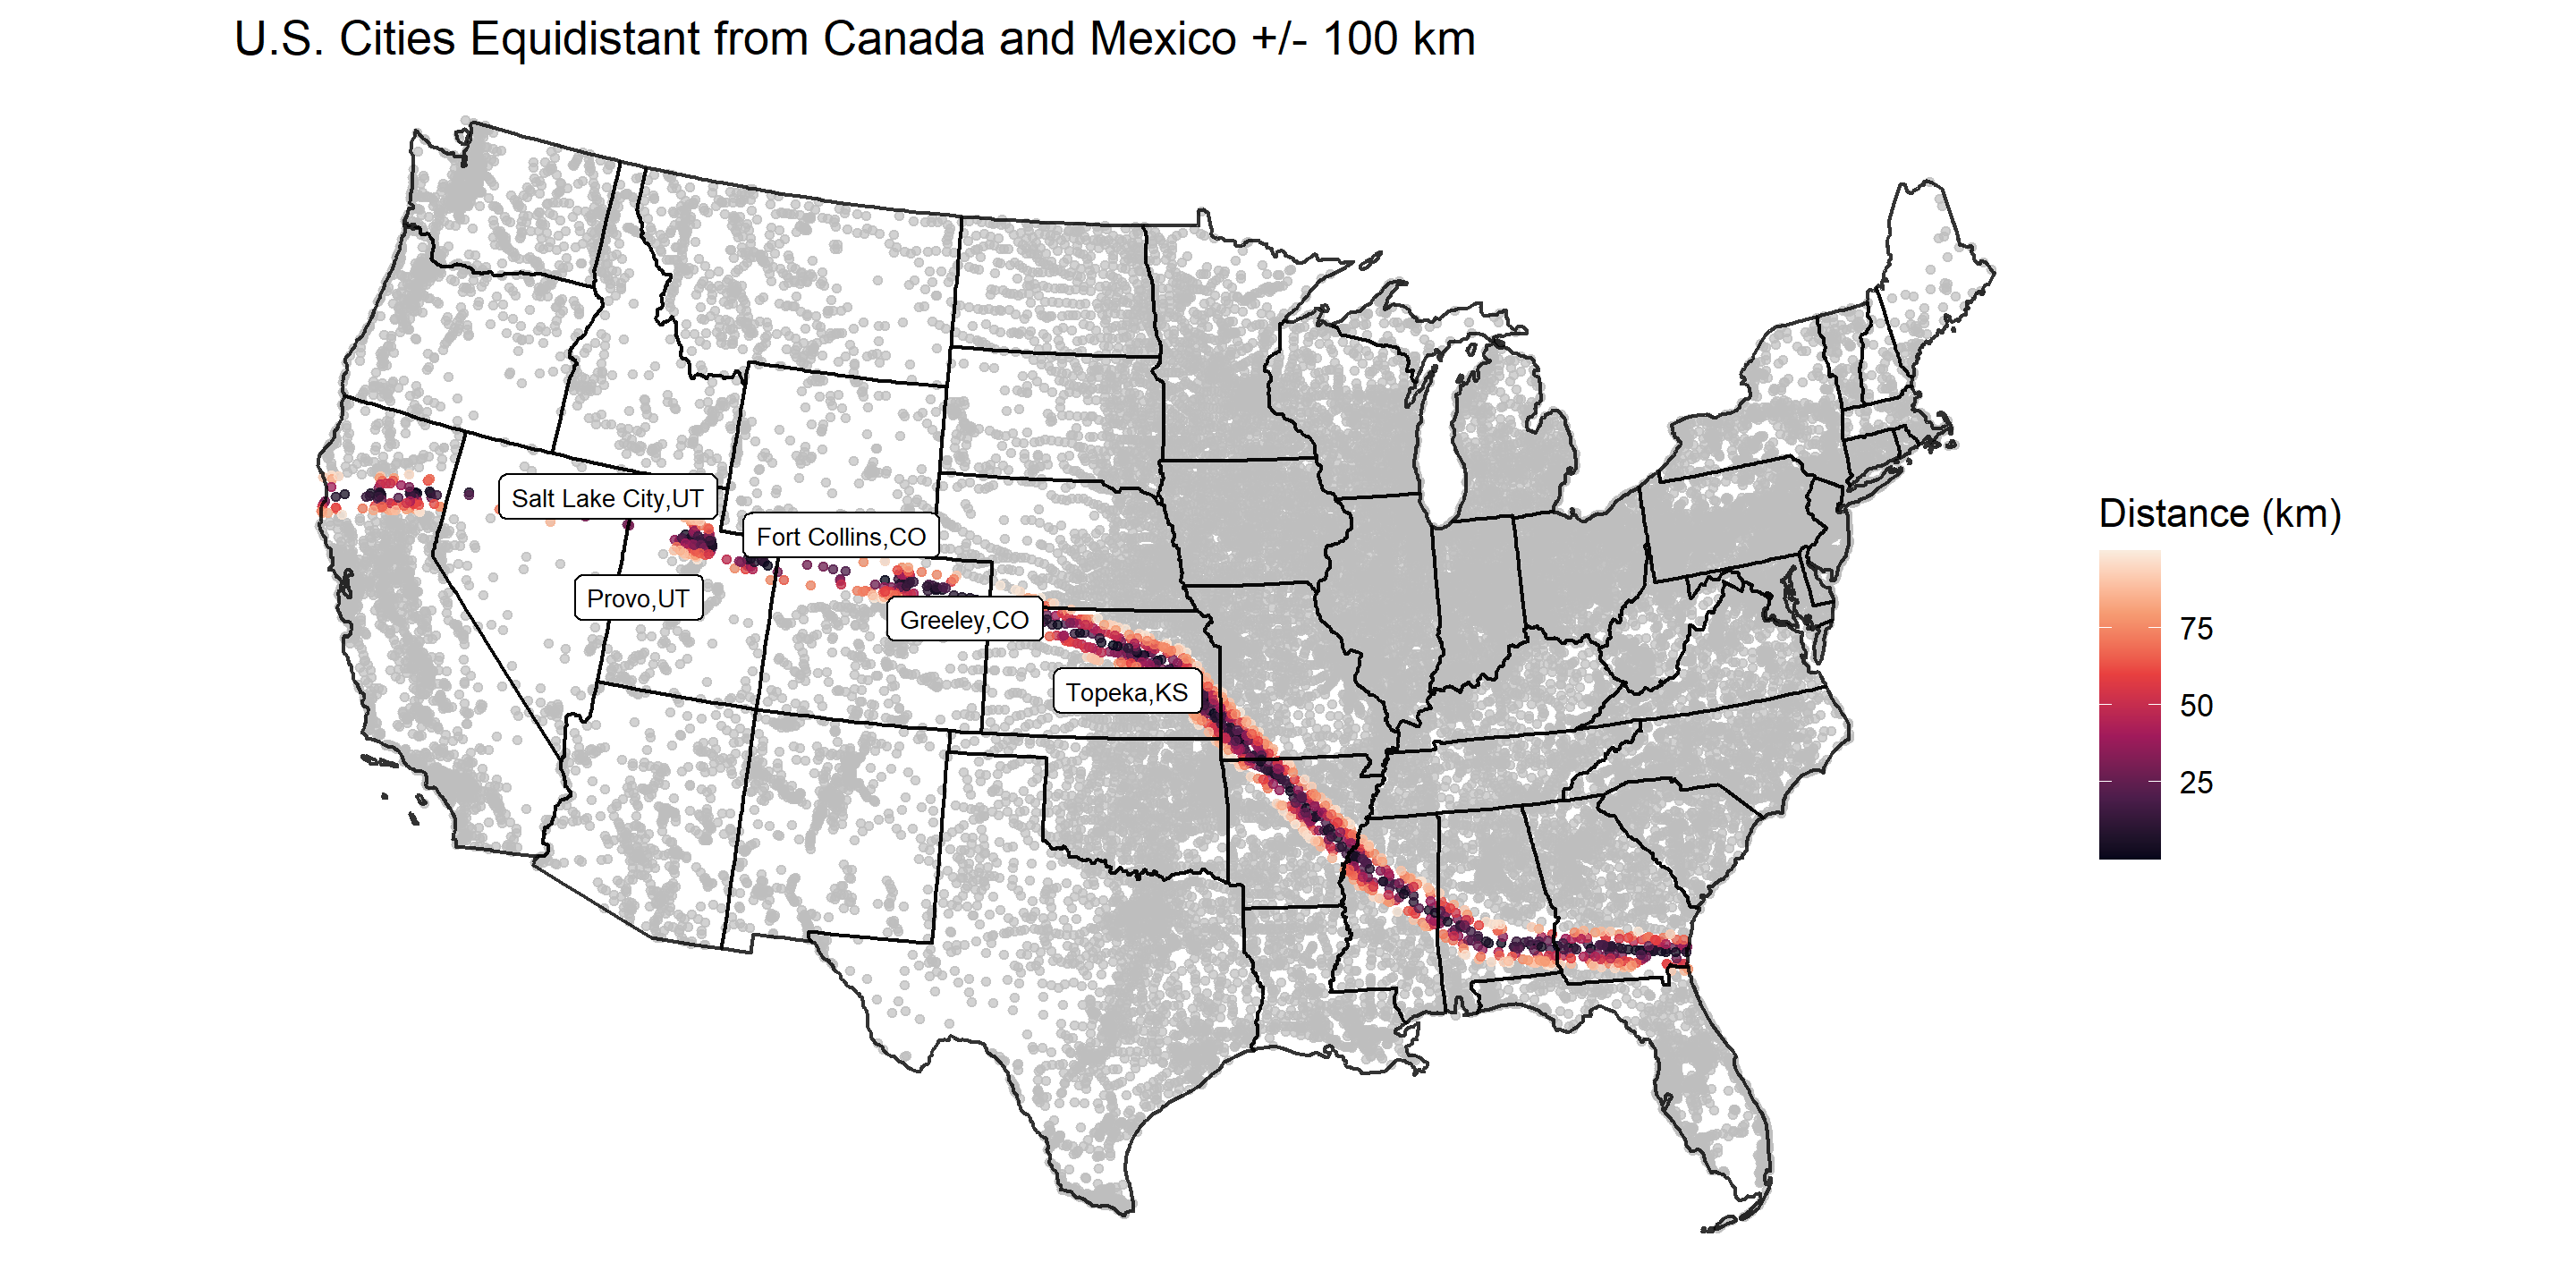 U.S. Cities Equidistant from Canada and Mexico +/- 100 km
Salt Lake City,UT
Fort Collins,CO
Provo,UT
Greeley,CO
Topeka,KS
Distance (km)
75
50
25